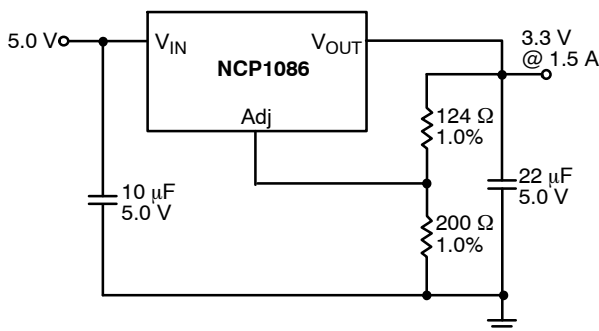 5.0 V
VIN
VOUT
NCP1086
Adj
3.3 V
@ 1.5 A
124 Ω
1.0%
10 μF
5.0 V
22 μF
5.0 V
200 Ω
1.0%